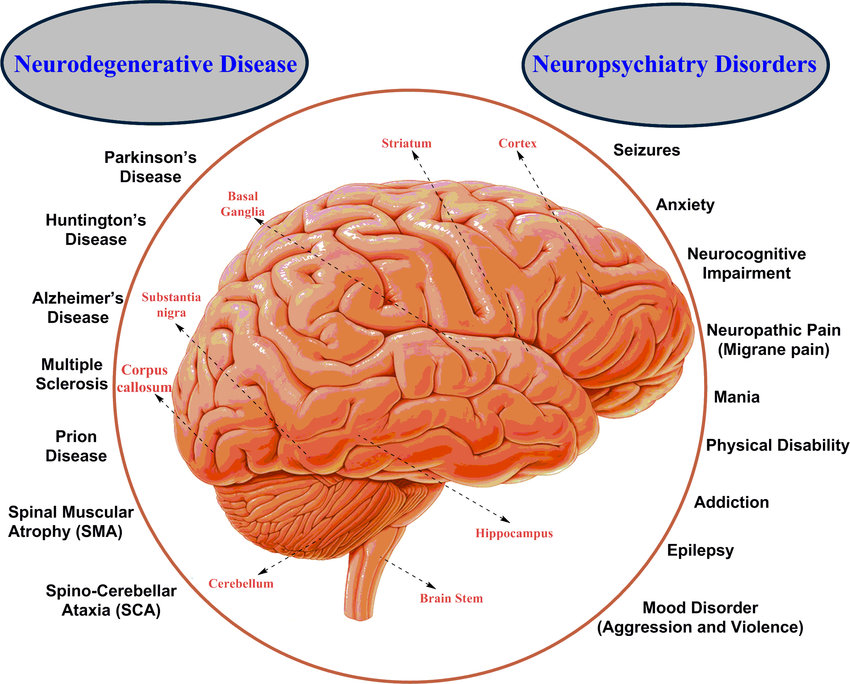 Neurodegenerative Disease
Neuropsychiatry Disorders
Parkinson's
Disease
Huntington's
Disease
Alzheimer's
Disease
Multiple
Sclerosis
Prion
Disease
Spinal Muscular
Atrophy (SMA)
Spino-Cerebellar
Ataxia (SCA)
Striatum
Cortex
Basal
Ganglia
Substantia
nigra
Corpus
callosum
Hippocampus
Cerebellum
Brain Stem
Seizures
Anxiety
Neurocognitive
Impairment
Neuropathic Pain
(Migrane pain)
Mania
Physical Disability
Addiction
Epilepsy
Mood Disorder
(Aggression and Violence)